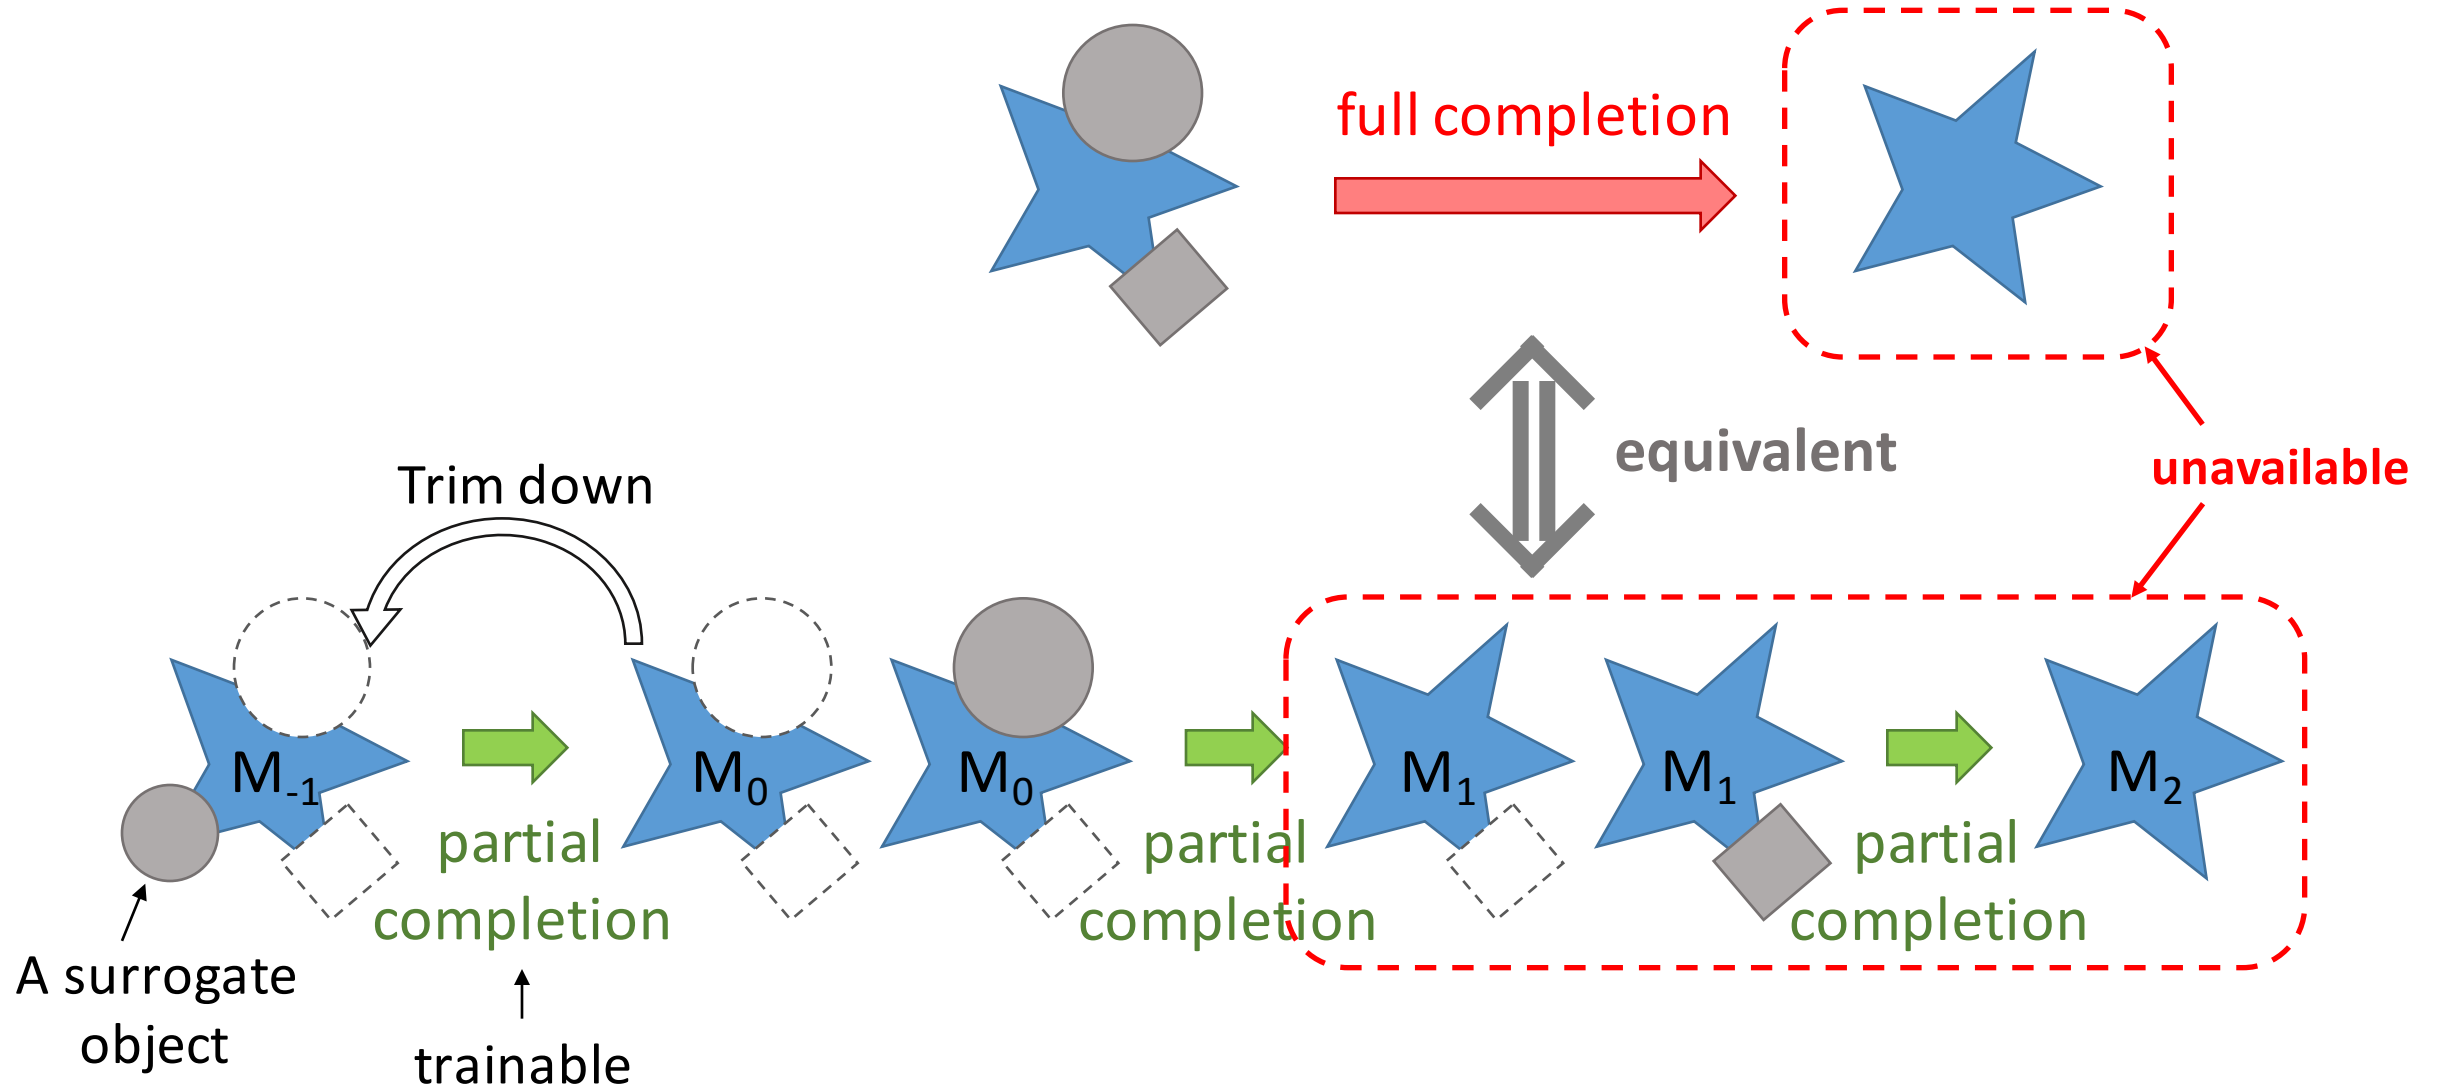 full completion
equivalent
unavailable
Trim down
M-1
M0
M0
M1
M1
M2
partial
completion
partial
completion
partial
completion
A surrogate
object
trainable